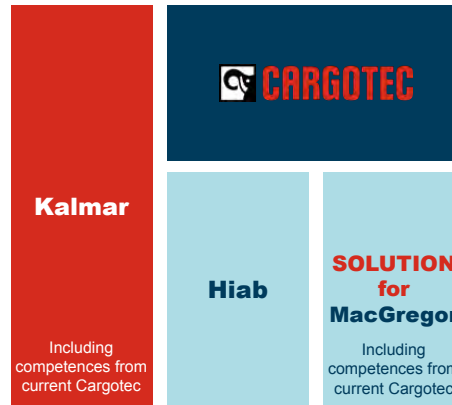 CARGOTEC
Kalmar
Including
competences from
current Cargotec
Hiab
SOLUTION
for
MacGregor
Including
competences from
current Cargotec